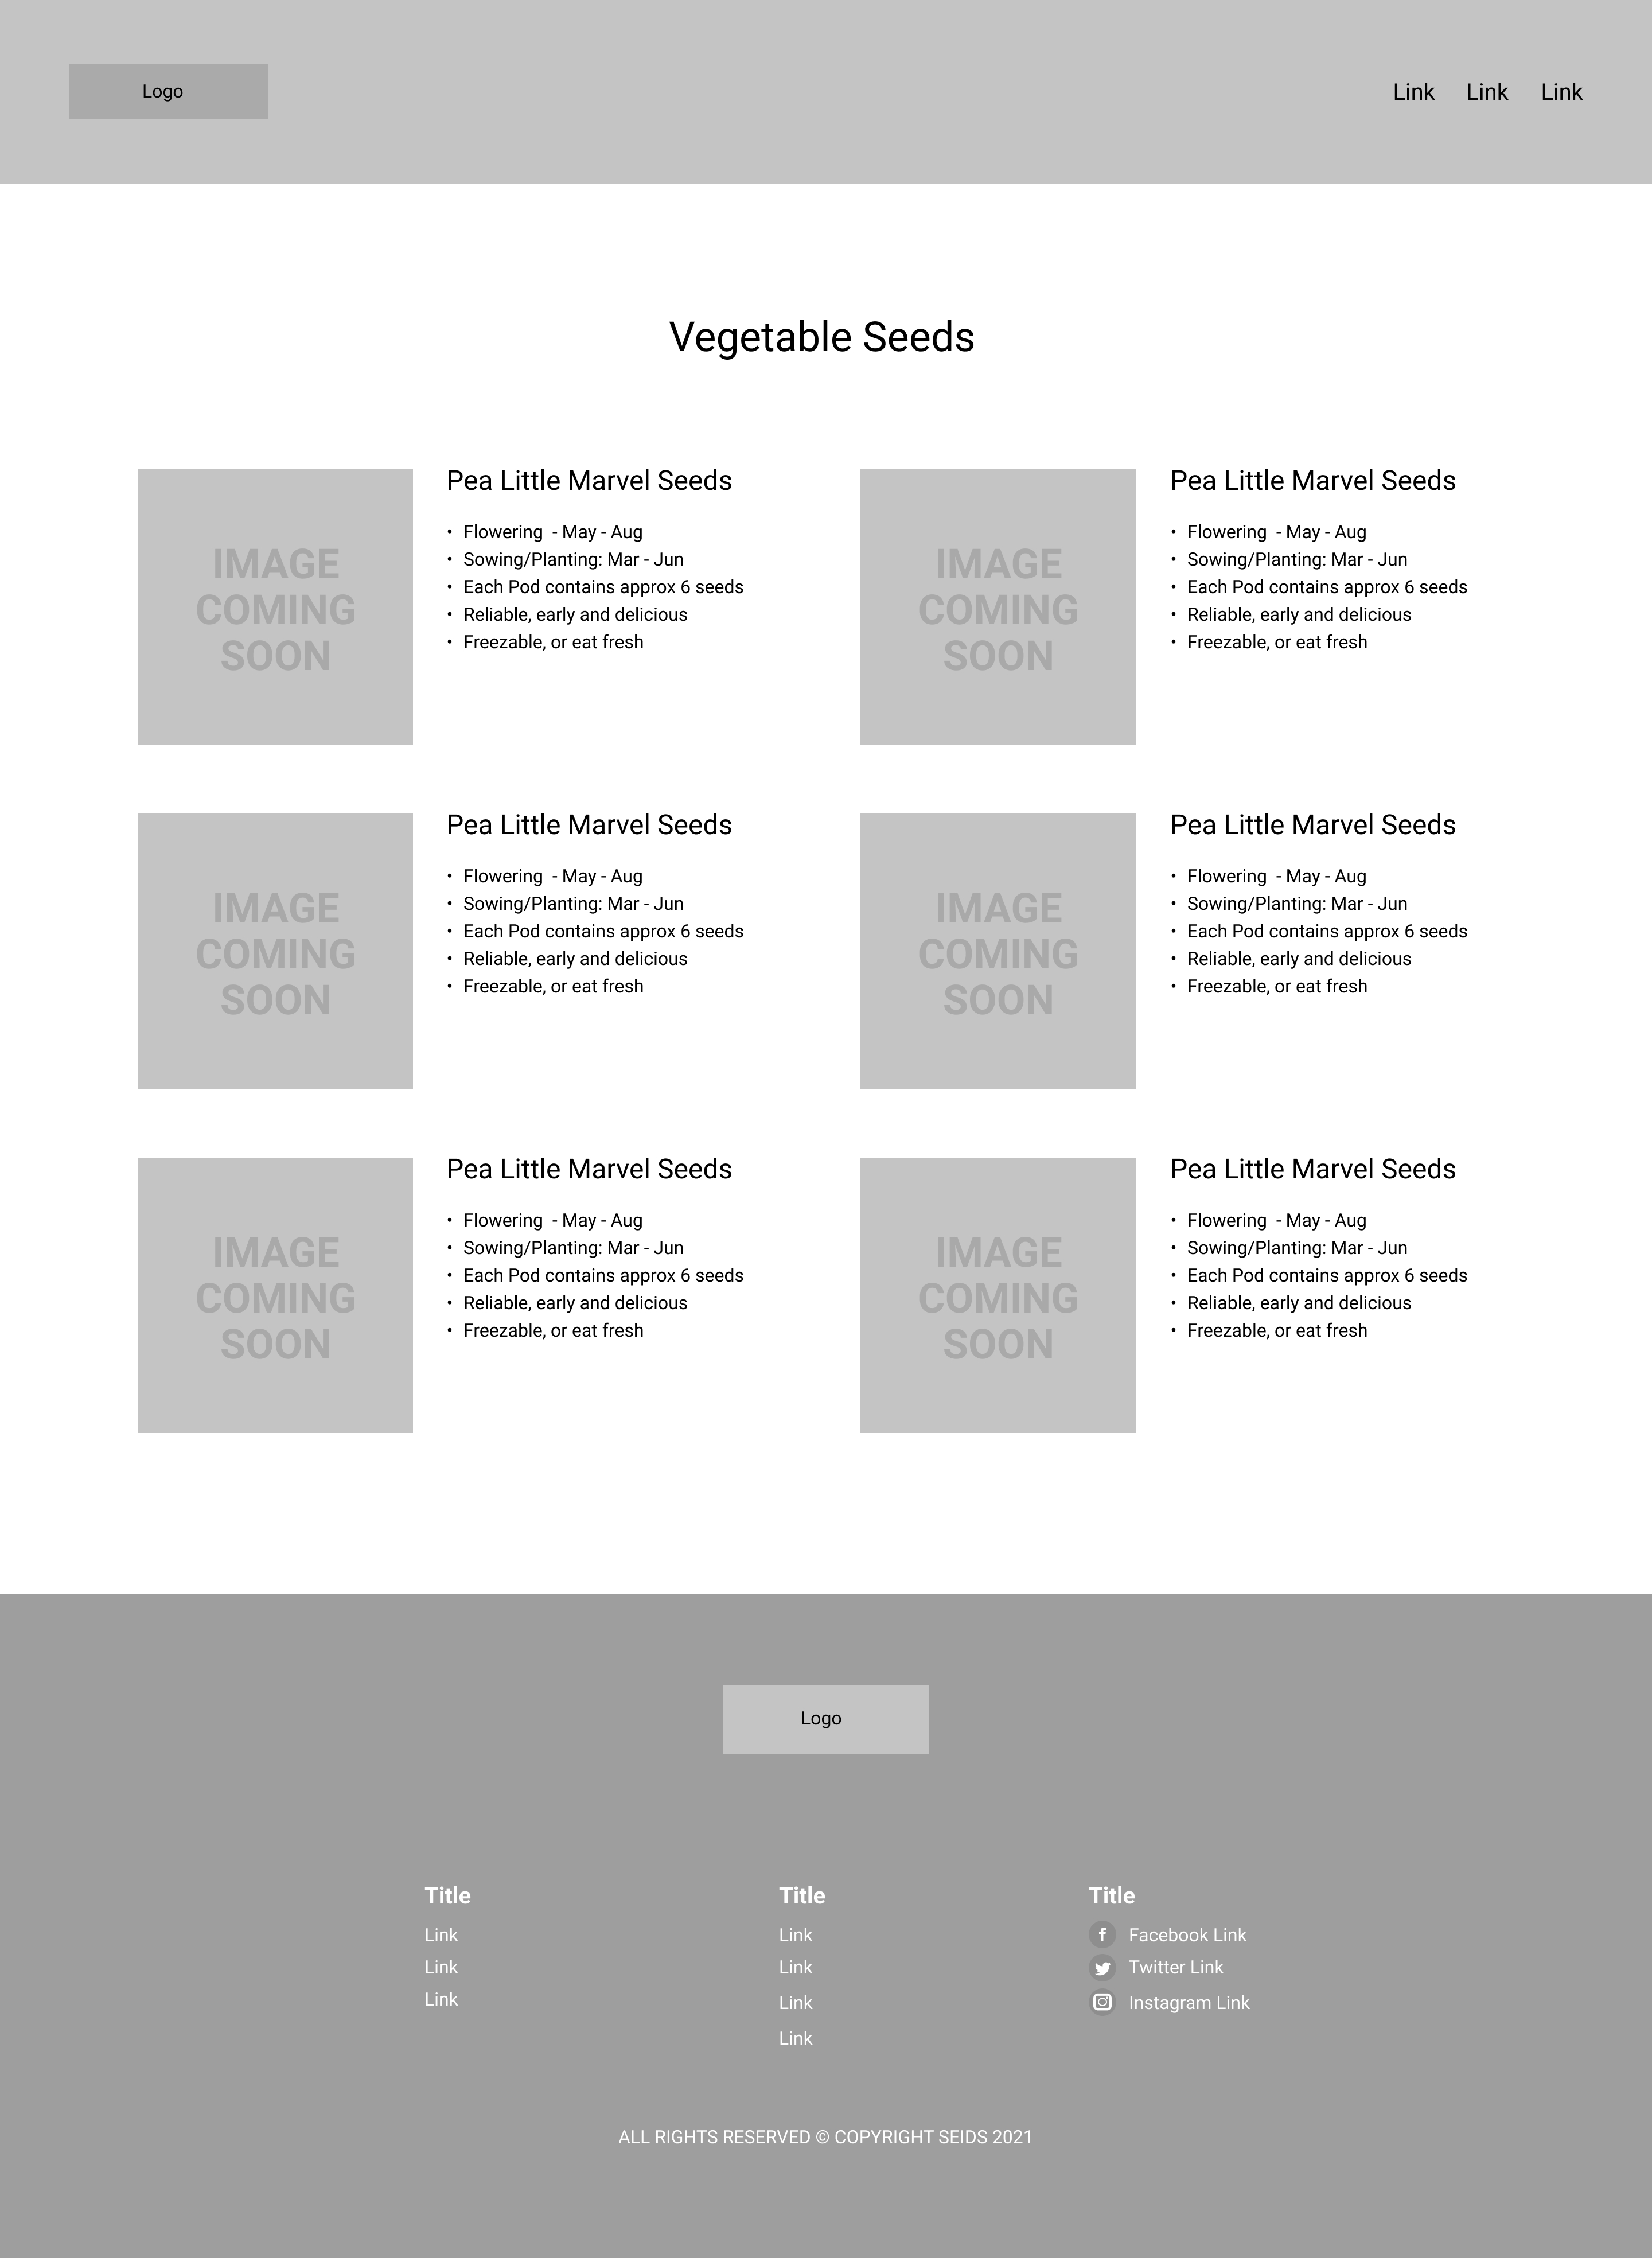 Logo
Link Link Link
Vegetable Seeds
IMAGE
COMING
SOON
Pea Little Marvel Seeds
• Flowering  - May - Aug
• Sowing/Planting: Mar - Jun
• Each Pod contains approx 6 seeds
• Reliable, early and delicious
• Freezable, or eat fresh
IMAGE
COMING
SOON
Pea Little Marvel Seeds
• Flowering  - May - Aug
• Sowing/Planting: Mar - Jun
• Each Pod contains approx 6 seeds
• Reliable, early and delicious
• Freezable, or eat fresh
IMAGE
COMING
SOON
Pea Little Marvel Seeds
• Flowering  - May - Aug
• Sowing/Planting: Mar - Jun
• Each Pod contains approx 6 seeds
• Reliable, early and delicious
• Freezable, or eat fresh
IMAGE
COMING
SOON
Pea Little Marvel Seeds
• Flowering  - May - Aug
• Sowing/Planting: Mar - Jun
• Each Pod contains approx 6 seeds
• Reliable, early and delicious
• Freezable, or eat fresh
IMAGE
COMING
SOON
Pea Little Marvel Seeds
• Flowering  - May - Aug
• Sowing/Planting: Mar - Jun
• Each Pod contains approx 6 seeds
• Reliable, early and delicious
• Freezable, or eat fresh
IMAGE
COMING
SOON
Pea Little Marvel Seeds
• Flowering  - May - Aug
• Sowing/Planting: Mar - Jun
• Each Pod contains approx 6 seeds
• Reliable, early and delicious
• Freezable, or eat fresh
Logo
Title
Link
Link
Link
Title
Link
Link
Link
Link
Title
Facebook Link
Twitter Link
Instagram Link
ALL RIGHTS RESERVED © COPYRIGHT SEIDS 2021